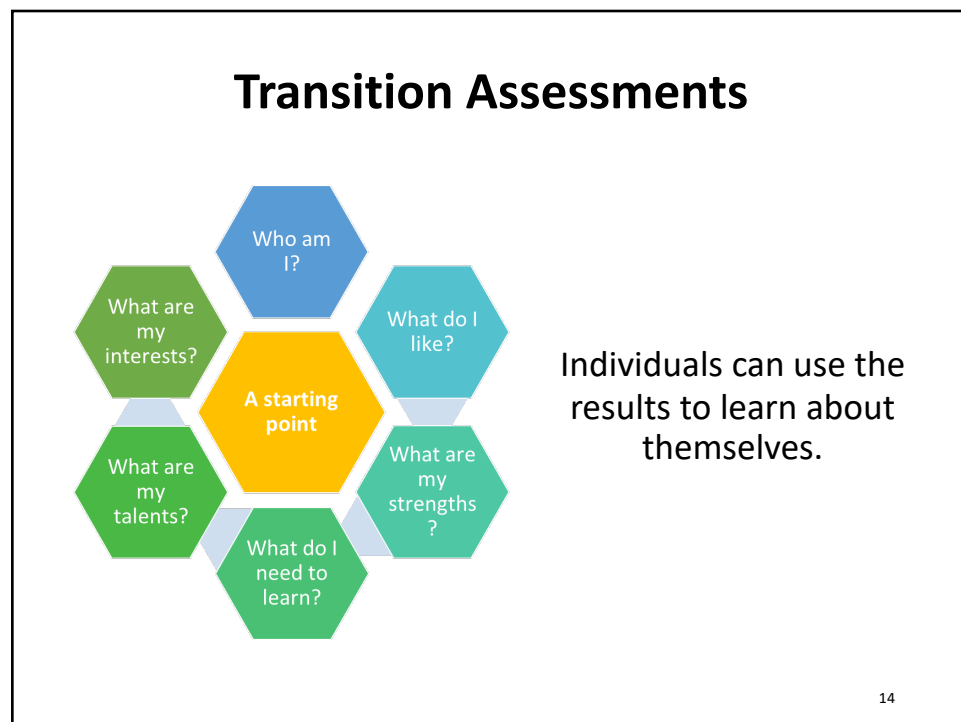 Transition Assessments
Who am
I?
What do I
like?
What are
my
strengths
?
What do I
need to
learn?
What are
my
talents?
What are
my
interests?
A starting
point
Individuals can use the
results to learn about
themselves.
14